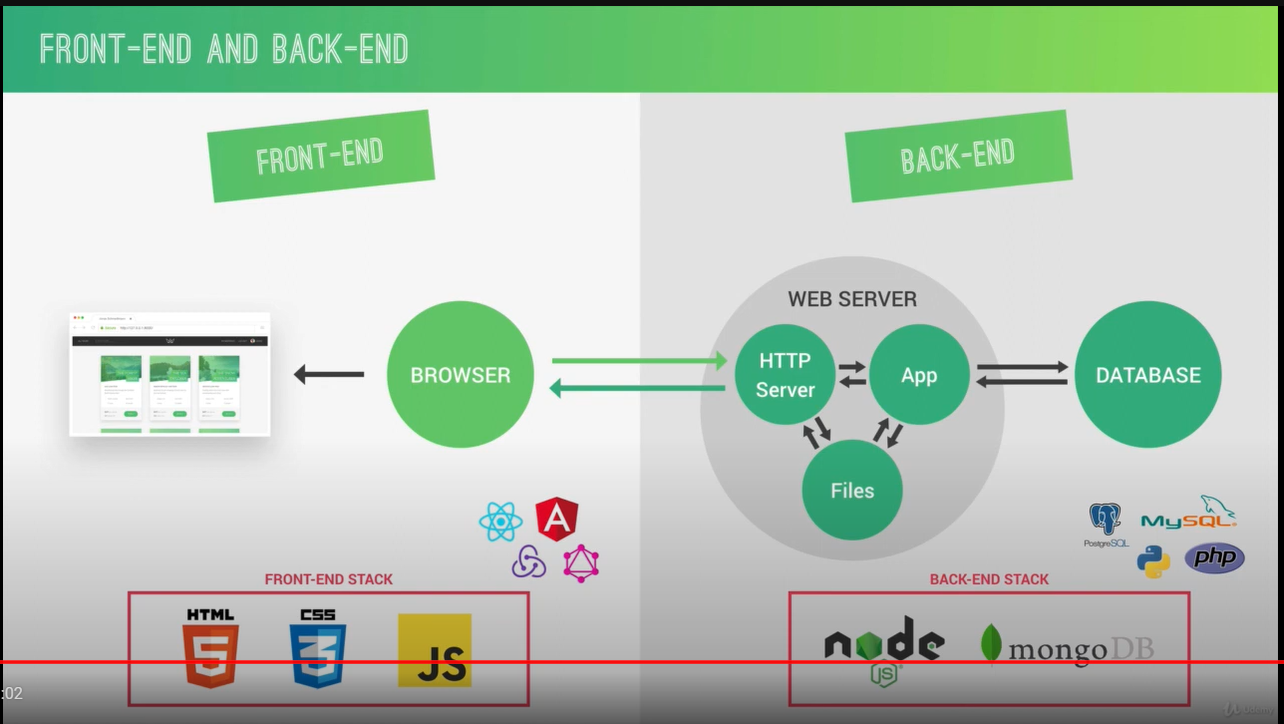 FRONT-END AND BACK-END
FRONT-END
BACK-END
WEB SERVER
BROWSER
HTTP
Server
App
DATABASE
Files
PostgreSQL
MySQL
php
FRONT-END STACK
HTML
5
CSS
3
JS
BACK-END STACK
node
JS
mongoDB
:02
Udemy